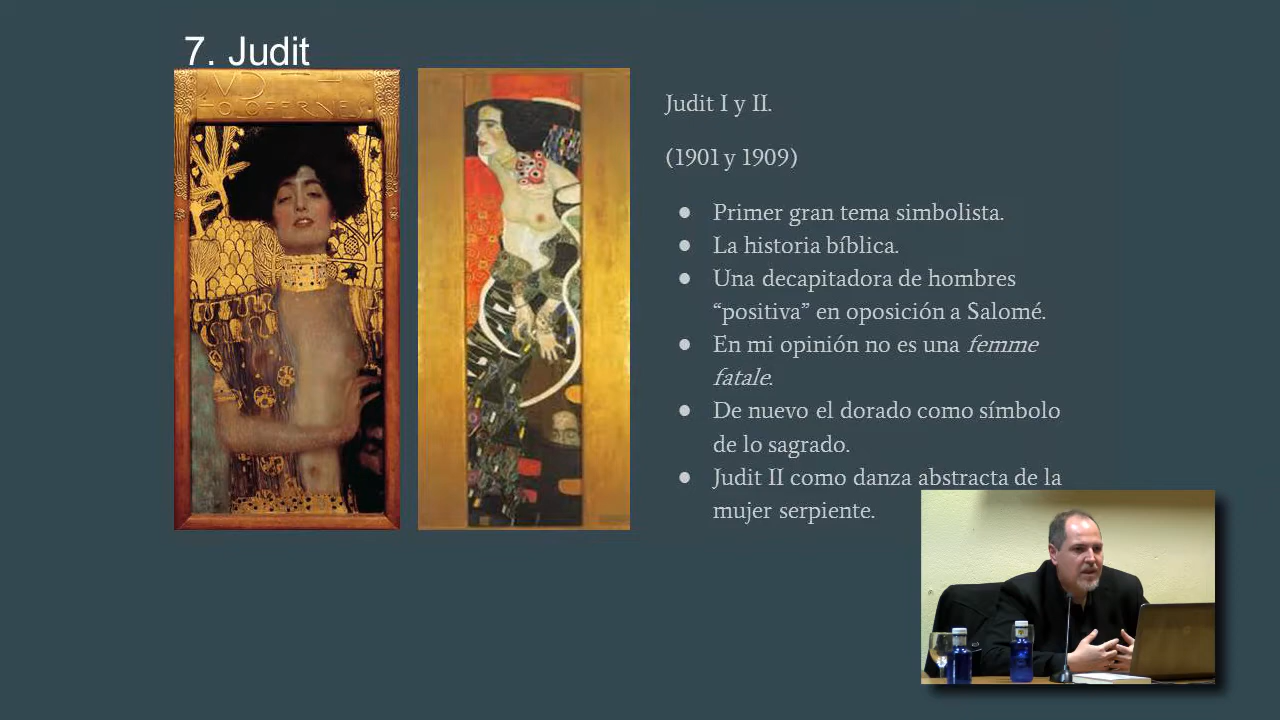 7. Judit
JUDITH
HOLOFERNES
Judit I y II.
(1901 y 1909)
● Primer gran tema simbolista.
● La historia bíblica.
● Una decapitadora de hombres
“positiva” en oposición a Salomé.
● En mi opinión no es una femme
fatale.
● De nuevo el dorado como símbolo
de lo sagrado.
● Judit II como danza abstracta de la
mujer serpiente.